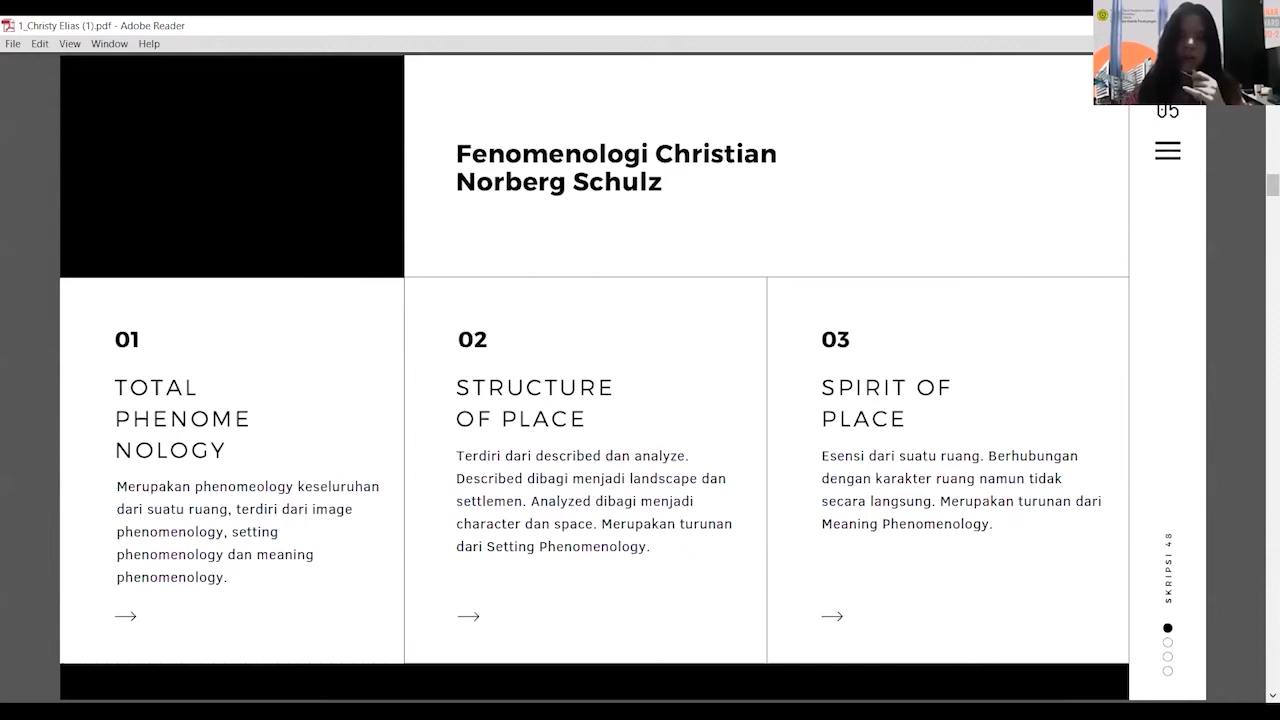 1_Christy Elias (1).pdf - Adobe Reader
File Edit View Window Help
05
Fenomenologi Christian
Norberg Schulz
01
TOTAL
PHENOME
NOLOGY
Merupakan phenomeology keseluruhan
dari suatu ruang, terdiri dari image
phenomenology, setting
phenomenology dan meaning
phenomenology.
02
STRUCTURE
OF PLACE
Terdiri dari described dan analyze.
Described dibagi menjadi landscape dan
settlemen. Analyzed dibagi menjadi
character dan space. Merupakan turunan
dari Setting Phenomenology.
03
SPIRIT OF
PLACE
Esensi dari suatu ruang. Berhubungan
dengan karakter ruang namun tidak
secara langsung. Merupakan turunan dari
Meaning Phenomenology.
SKRIPSI 48